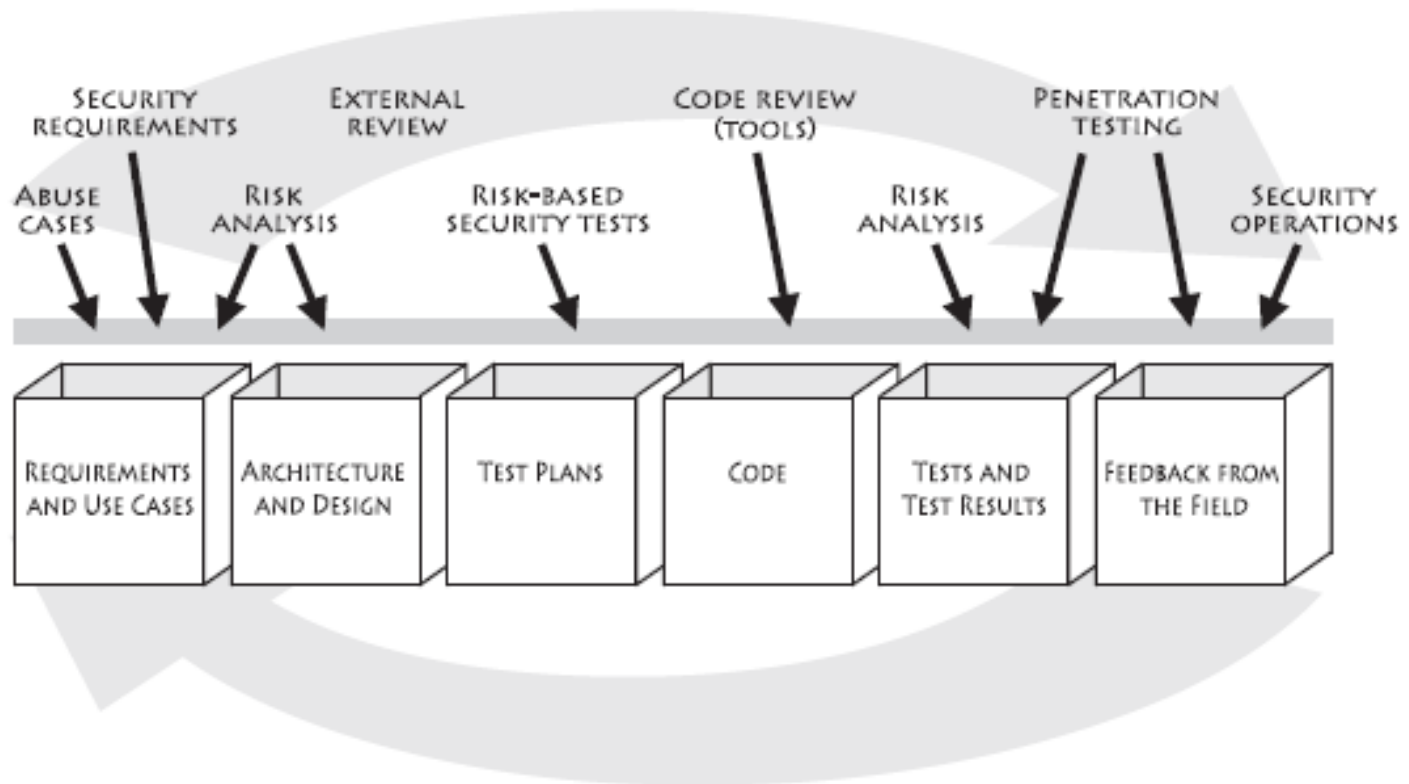 SECURITY
REQUIREMENTS
EXTERNAL
REVIEW
CODE REVIEW
(TOOLS)
PENETRATION
TESTING
ABUSE
CASES
RISK
ANALYSIS
RISK-BASED
SECURITY TESTS
RISK
ANALYSIS
SECURITY
OPERATIONS
REQUIREMENTS
AND USE CASES
ARCHITECTURE
AND DESIGN
TEST PLANS
CODE
TESTS AND
TEST RESULTS
FEEDBACK FROM
THE FIELD